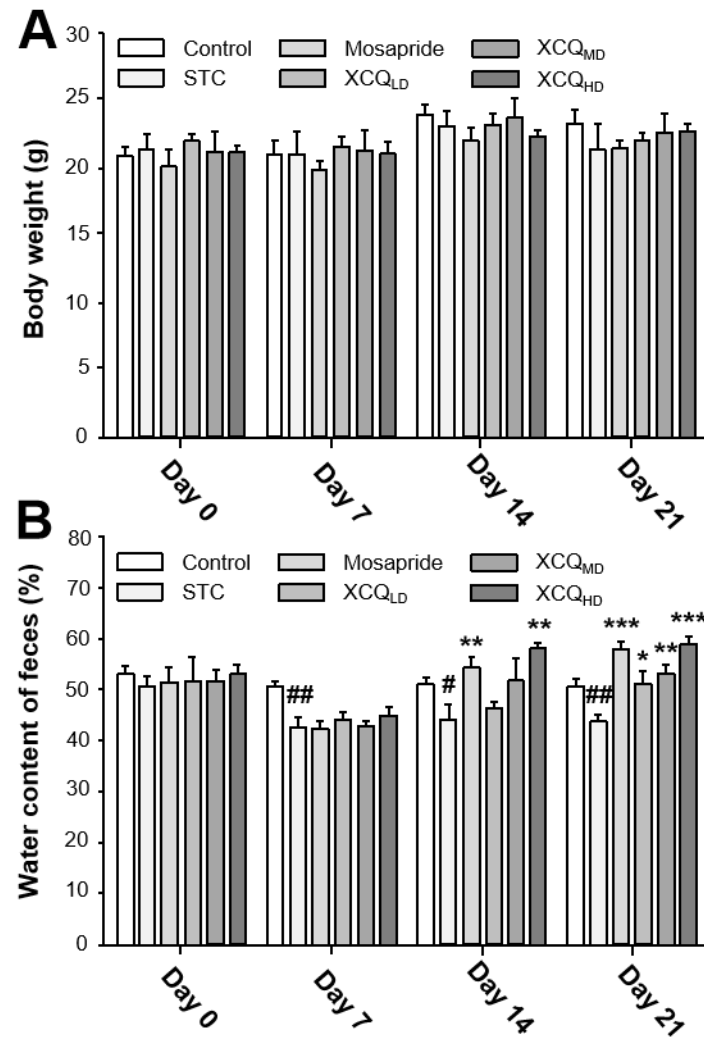 A
Body weight (g)
30
25
20
15
10
5
0
Control
Mosapride
XCQMD
STC
XCQLD
XCQHD
Day 0
Day 7
Day 14
Day 21
B
Water content of feces (%)
80
70
60
50
40
30
20
10
0
Control
Mosapride
XCQMD
STC
XCQLD
XCQHD
##
#
**
**
##
***
*
**
***
Day 0
Day 7
Day 14
Day 21